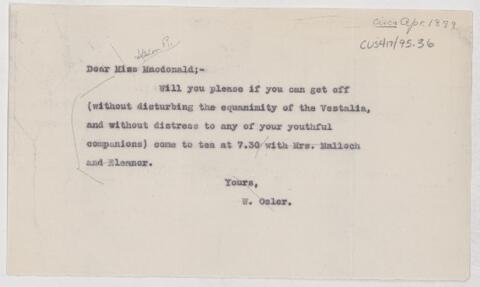 circa Apr. 1889
CUS417/95.36
Dear Miss Macdonald;-
Will you please if you can get off
(without disturbing the equanimity of the Vestalia,
and without distress to any of your youthful
companions) come to tea at 7.30 with Mrs. Malloch
and Eleanor.
Yours,
W. Osler.